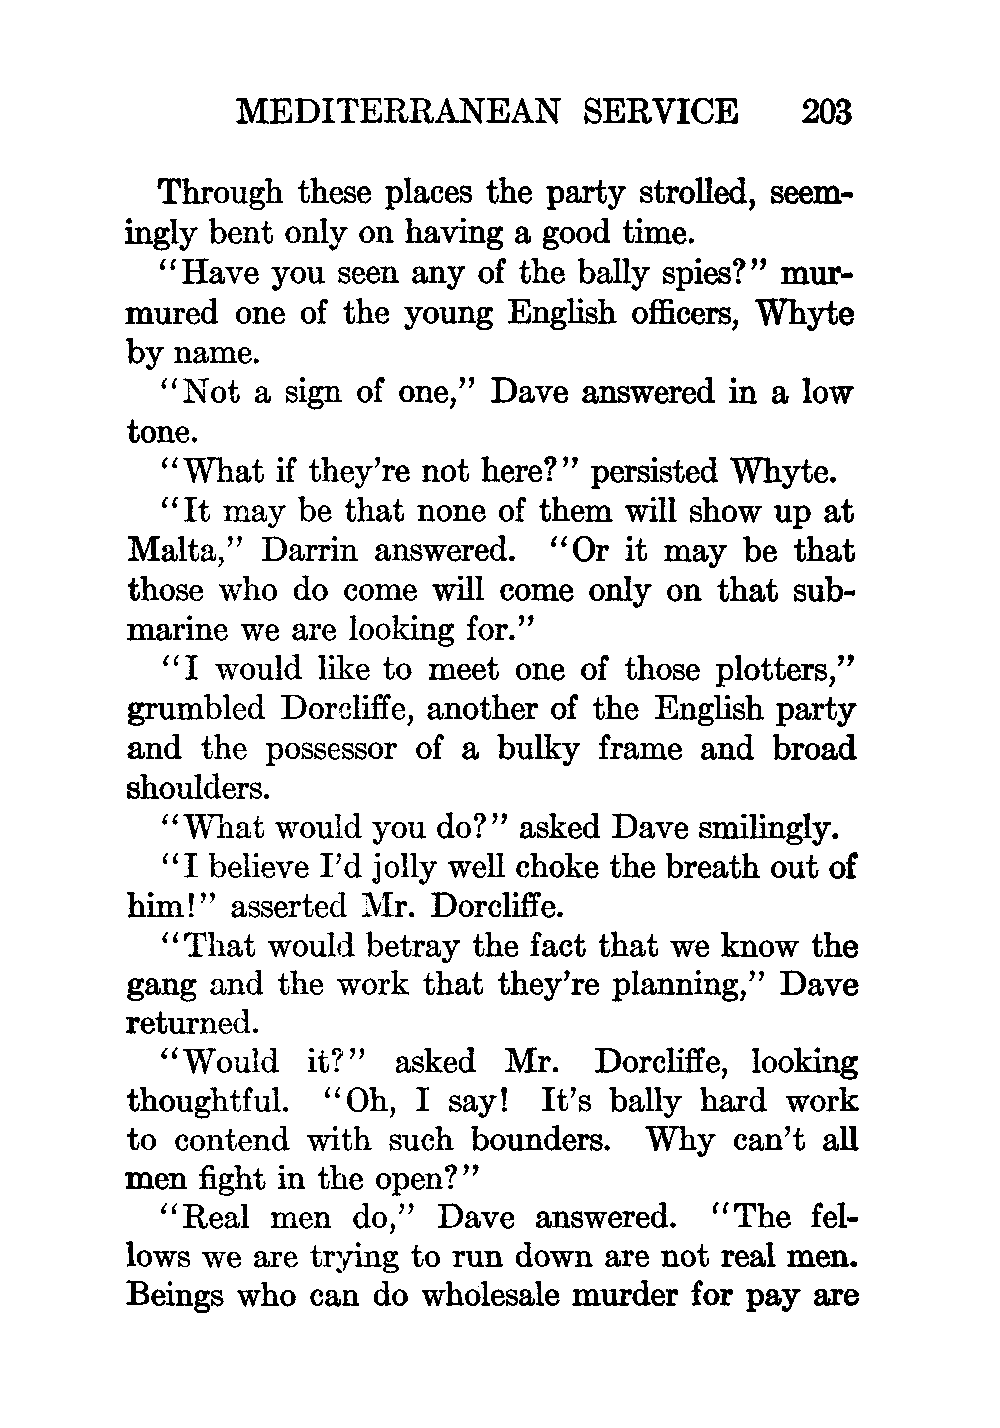 MEDITERRANEAN SERVICE 203
Through these places the party strolled, seem-
ingly bent only on having a good time.
“Have you seen any of the bally spies?” mur-
mured one of the young English officers, Whyte
by name.
“Not a sign of one,” Dave answered in a low
tone.
“What if they’re not here?” persisted Whyte.
“It may be that none of them will show up at
Malta,” Darrin answered. “Or it may be that
those who do come will come only on that sub-
marine we are looking for.”
“I would like to meet one of those plotters,”
grumbled Dorcliffe, another of the English party
and the possessor of a bulky frame and broad
shoulders.
“What would you do?” asked Dave smilingly.
“I believe I’d jolly well choke the breath out of
him!” asserted Mr. Dorcliffe.
“That would betray the fact that we know the
gang and the work that they’re planning,” Dave
returned.
“Would it?” asked Mr. Dorcliffe, looking
thoughtful. “Oh, I say! It’s bally hard work
to contend with such bounders. Why can’t all
men fight in the open?”
“Real men do,” Dave answered. “The fel-
lows we are trying to run down are not real men.
Beings who can do wholesale murder for pay are